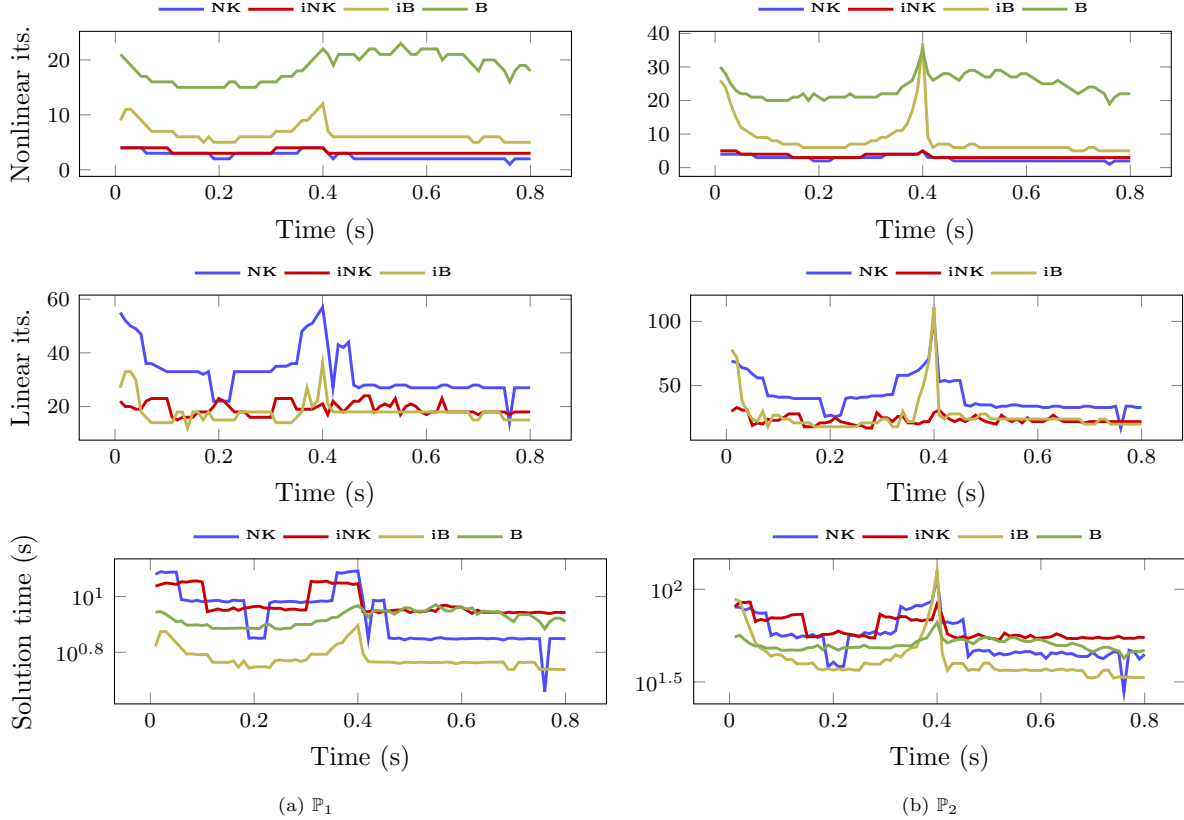 NK iNK iB B
Nonlinear its.
20
10
0
0 0.2 0.4 0.6 0.8
Time (s)
NK iNK iB B
40
30
20
10
0
0 0.2 0.4 0.6 0.8
Time (s)
NK iNK iB
Linear its.
60
40
20
0 0.2 0.4 0.6 0.8
Time (s)
NK iNK iB
100
50
0 0.2 0.4 0.6 0.8
Time (s)
NK iNK iB B
Solution time (s)
10^1
10^0.8
0 0.2 0.4 0.6 0.8
Time (s)
(a) ℙ₁
NK iNK iB B
10^2
10^1.5
0 0.2 0.4 0.6 0.8
Time (s)
(b) ℙ₂